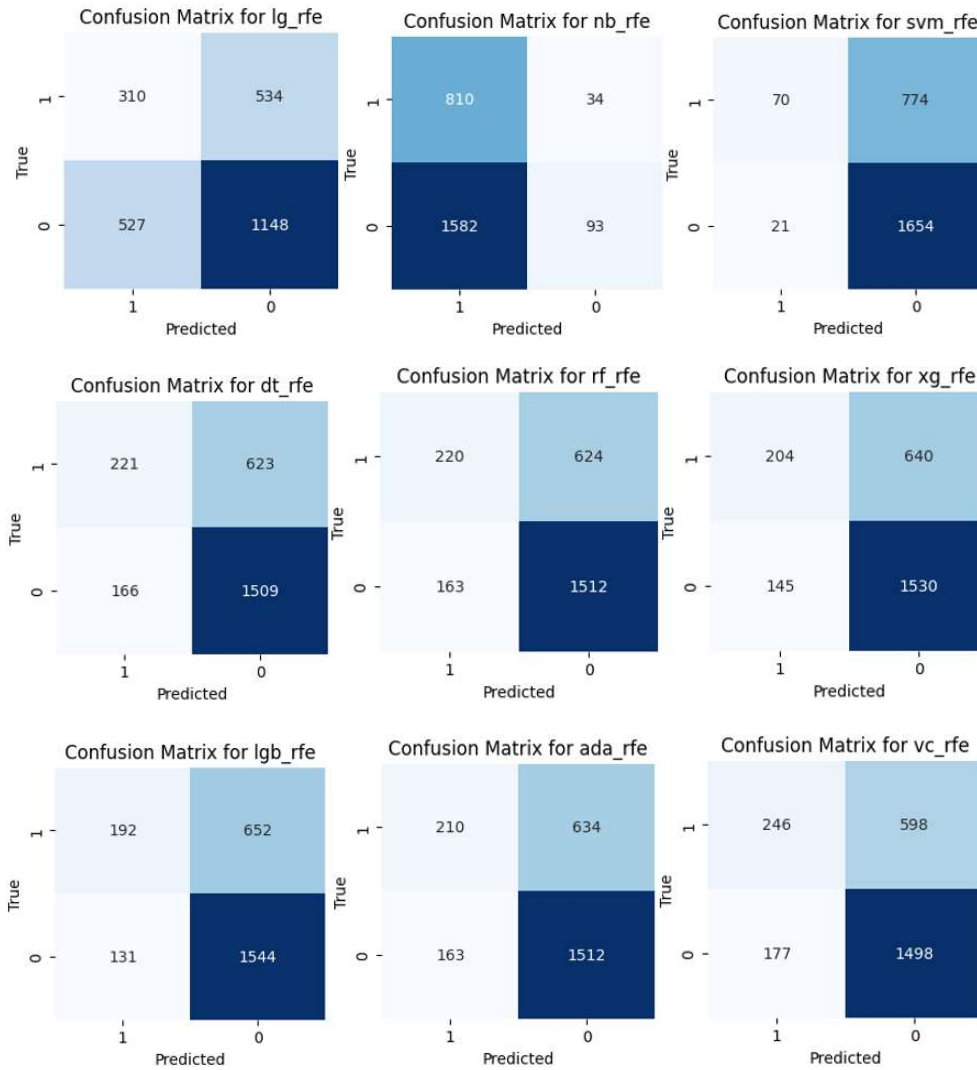 Confusion Matrix for lg_rfe
True
1
310
534
0
527
1148
1
0
Predicted
Confusion Matrix for nb_rfe
True
1
810
34
0
1582
93
1
0
Predicted
Confusion Matrix for svm_rfe
True
1
70
774
0
21
1654
1
0
Predicted
Confusion Matrix for dt_rfe
True
1
221
623
0
166
1509
1
0
Predicted
Confusion Matrix for rf_rfe
True
1
220
624
0
163
1512
1
0
Predicted
Confusion Matrix for xg_rfe
True
1
204
640
0
145
1530
1
0
Predicted
Confusion Matrix for lgb_rfe
True
1
192
652
0
131
1544
1
0
Predicted
Confusion Matrix for ada_rfe
True
1
210
634
0
163
1512
1
0
Predicted
Confusion Matrix for vc_rfe
True
1
246
598
0
177
1498
1
0
Predicted